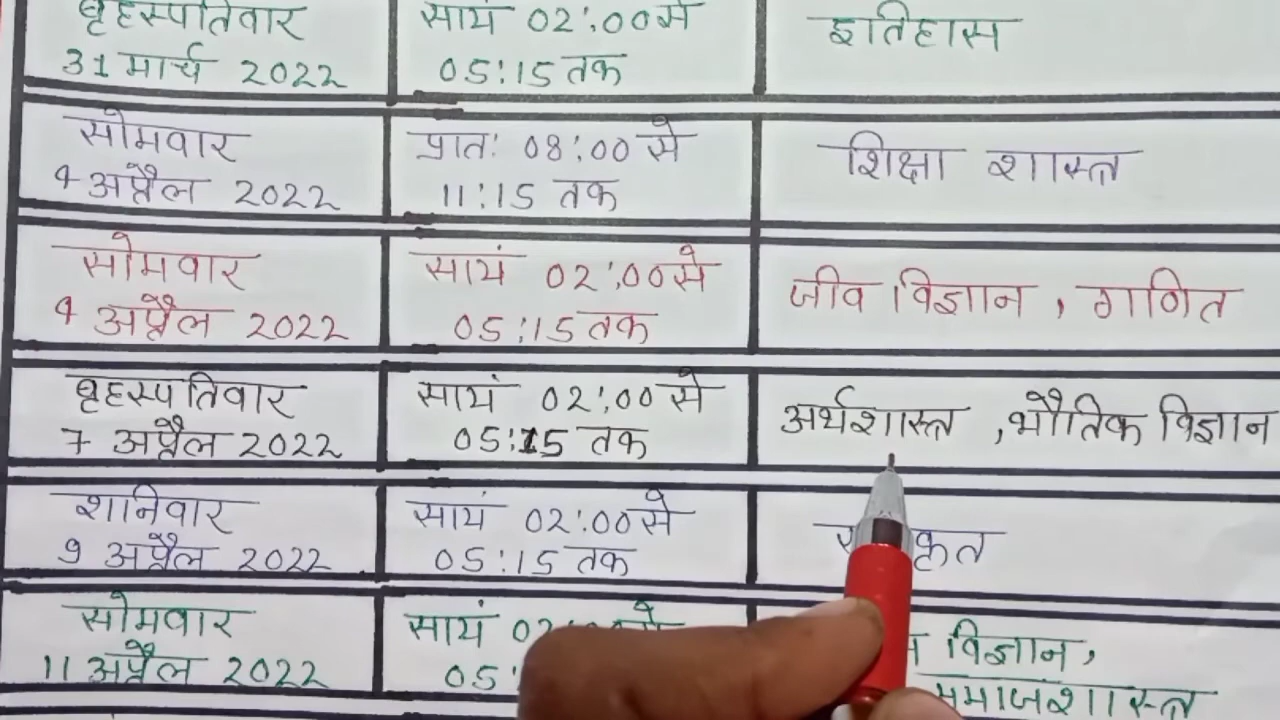 बृहस्पतिवार
31 मार्च 2022
सायं 02:00 से
05:15 तक
इतिहास
सोमवार
4 अप्रैल 2022
प्रातः 08:00 से
11:15 तक
शिक्षा शास्त्र
सोमवार
4 अप्रैल 2022
सायं 02:00 से
05:15 तक
जीव विज्ञान, गणित
बृहस्पतिवार
7 अप्रैल 2022
सायं 02:00 से
05:15 तक
अर्थशास्त्र, भौतिक विज्ञान
शनिवार
9 अप्रैल 2022
सायं 02:00 से
05:15 तक
सोमवार
11 अप्रैल 2022
सायं
विज्ञान,
समाजशास्त्र